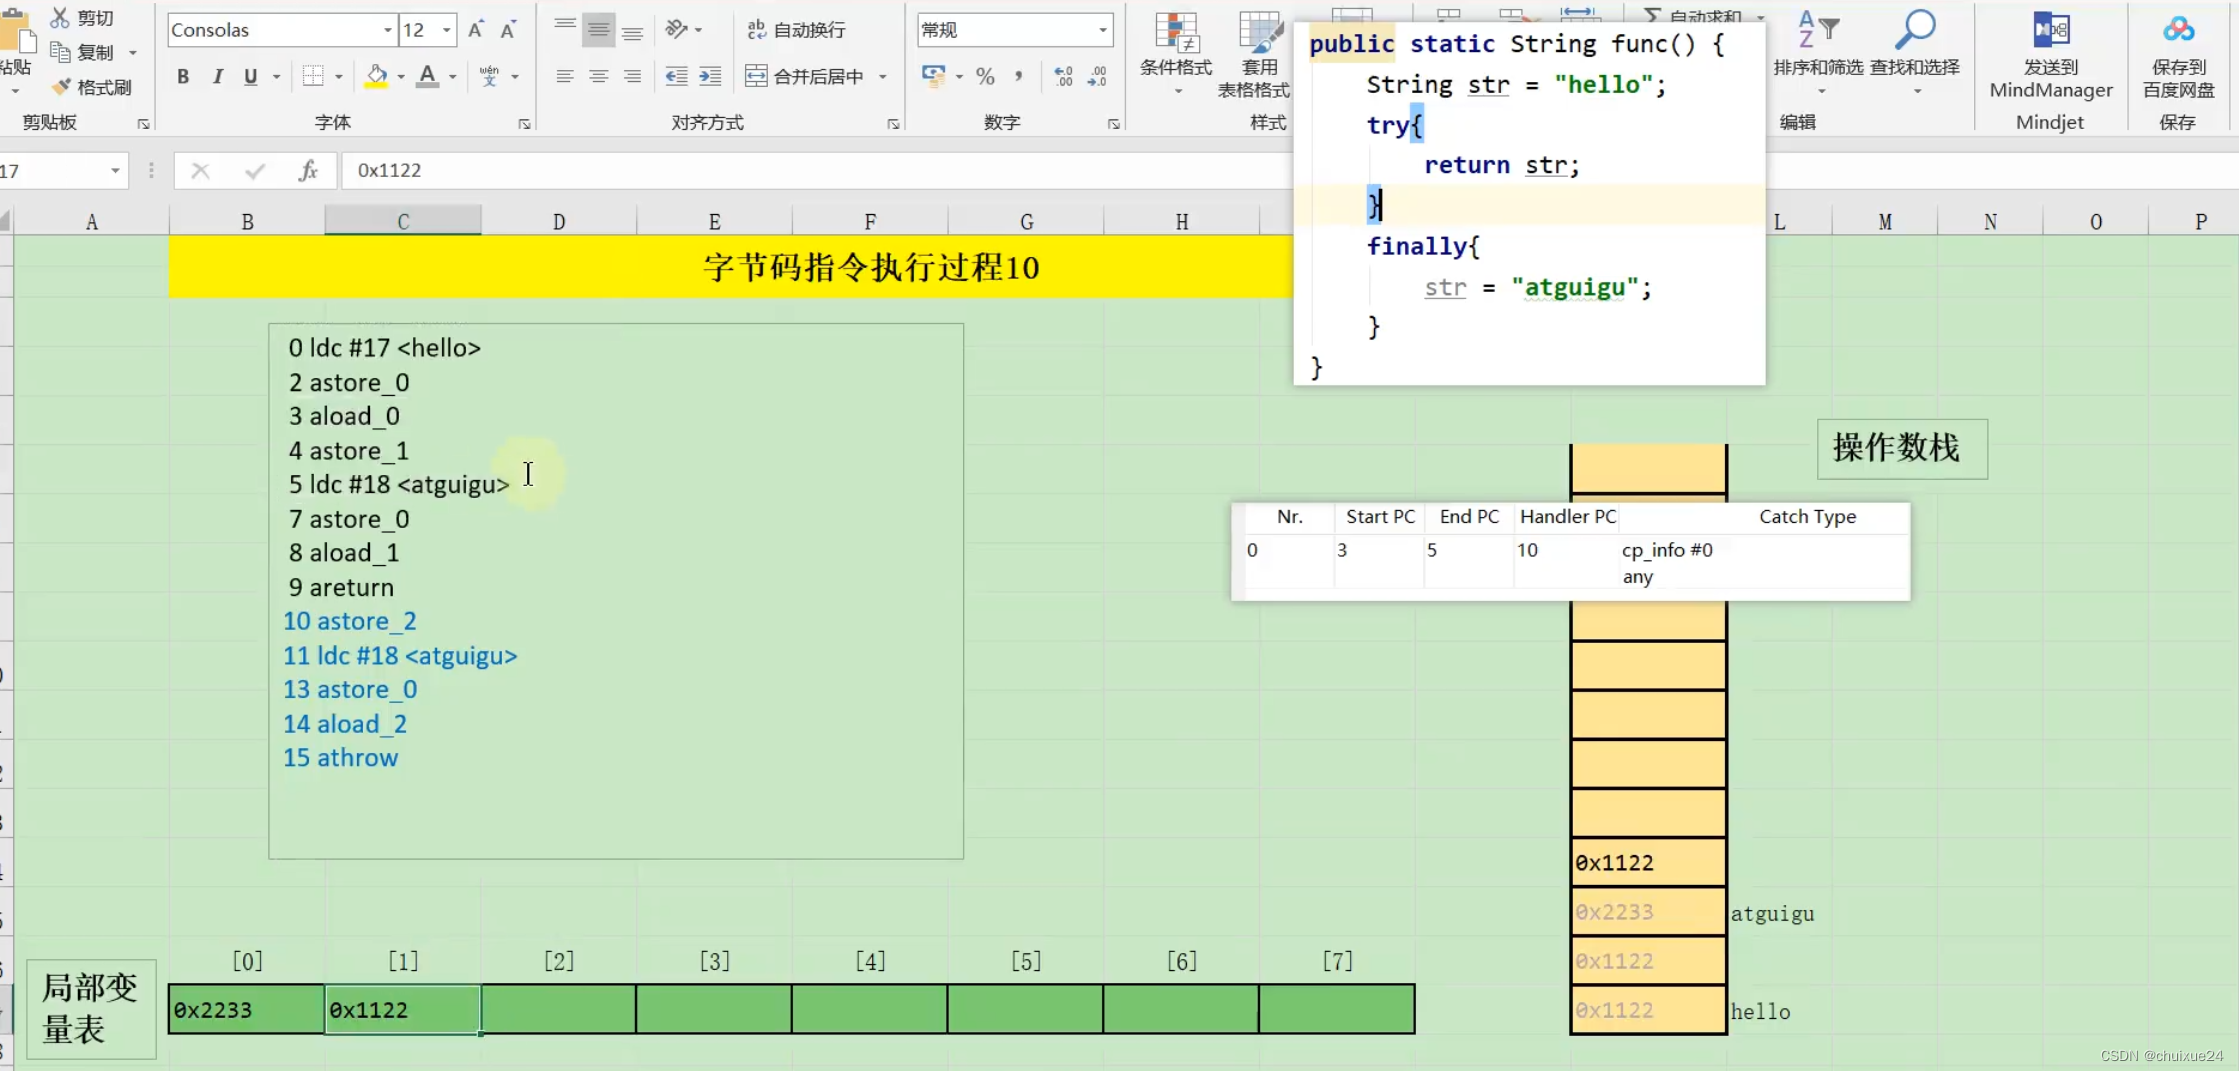 剪切
Consolas
12
自动换行
常规
自动求和
复制
粘贴
条件格式
套用
表格格式
排序和筛选
查找和选择
发送到
MindManager
保存到
百度网盘
格式刷
B I U
A
wén
合并后居中
%
剪贴板
字体
对齐方式
数字
样式
编辑
Mindjet
保存
17
fx
0x1122
public static String func() {
String str = "hello";
try{
return str;
}
finally{
str = "atguigu";
}
}
A B C D E F G H L M N O P
字节码指令执行过程10
0 ldc #17 <hello>
2 astore_0
3 aload_0
4 astore_1
5 ldc #18 <atguigu>
7 astore_0
8 aload_1
9 areturn
10 astore_2
11 ldc #18 <atguigu>
13 astore_0
14 aload_2
15 athrow
操作数栈
Nr. Start PC End PC Handler PC Catch Type
0 3 5 10 cp_info #0
any
0x1122
0x2233 atguigu
0x1122
0x1122 hello
[0] [1] [2] [3] [4] [5] [6] [7]
局部变
量表
0x2233 0x1122
CSDN @chuixue24